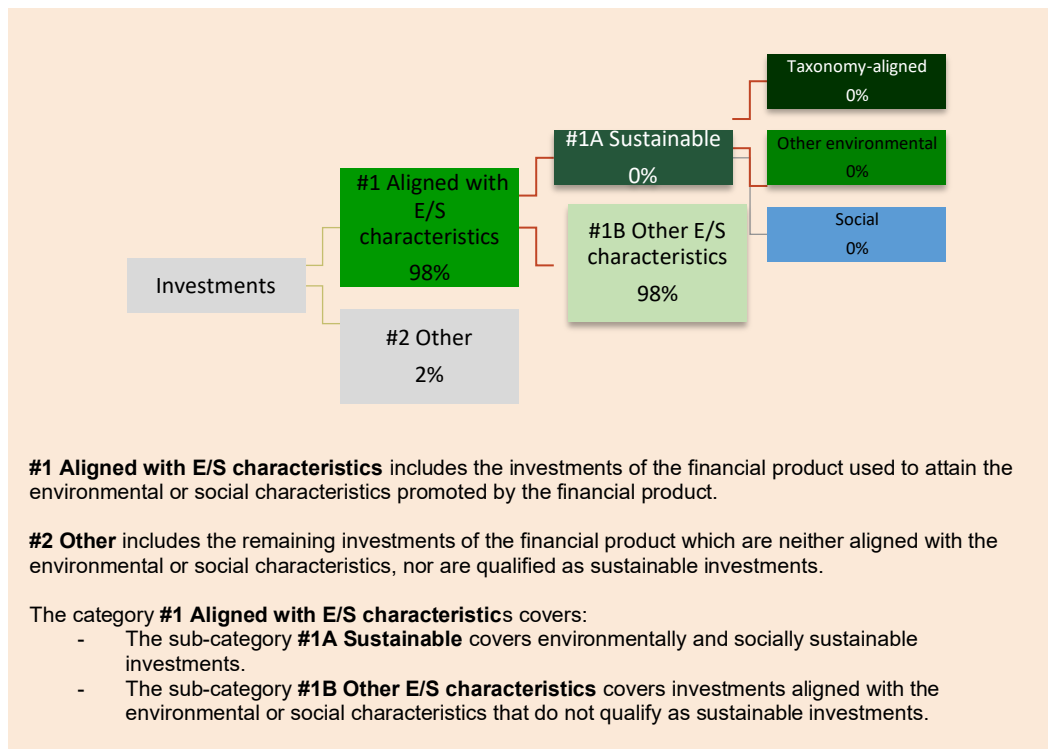 Taxonomy-aligned
0%
#1A Sustainable
0%
Other environmental
0%
#1 Aligned with
E/S
characteristics
98%
#1B Other E/S
characteristics
98%
Social
0%
Investments
#2 Other
2%
#1 Aligned with E/S characteristics includes the investments of the financial product used to attain the
environmental or social characteristics promoted by the financial product.
#2 Other includes the remaining investments of the financial product which are neither aligned with the
environmental or social characteristics, nor are qualified as sustainable investments.
The category #1 Aligned with E/S characteristics covers:
- The sub-category #1A Sustainable covers environmentally and socially sustainable
investments.
- The sub-category #1B Other E/S characteristics covers investments aligned with the
environmental or social characteristics that do not qualify as sustainable investments.